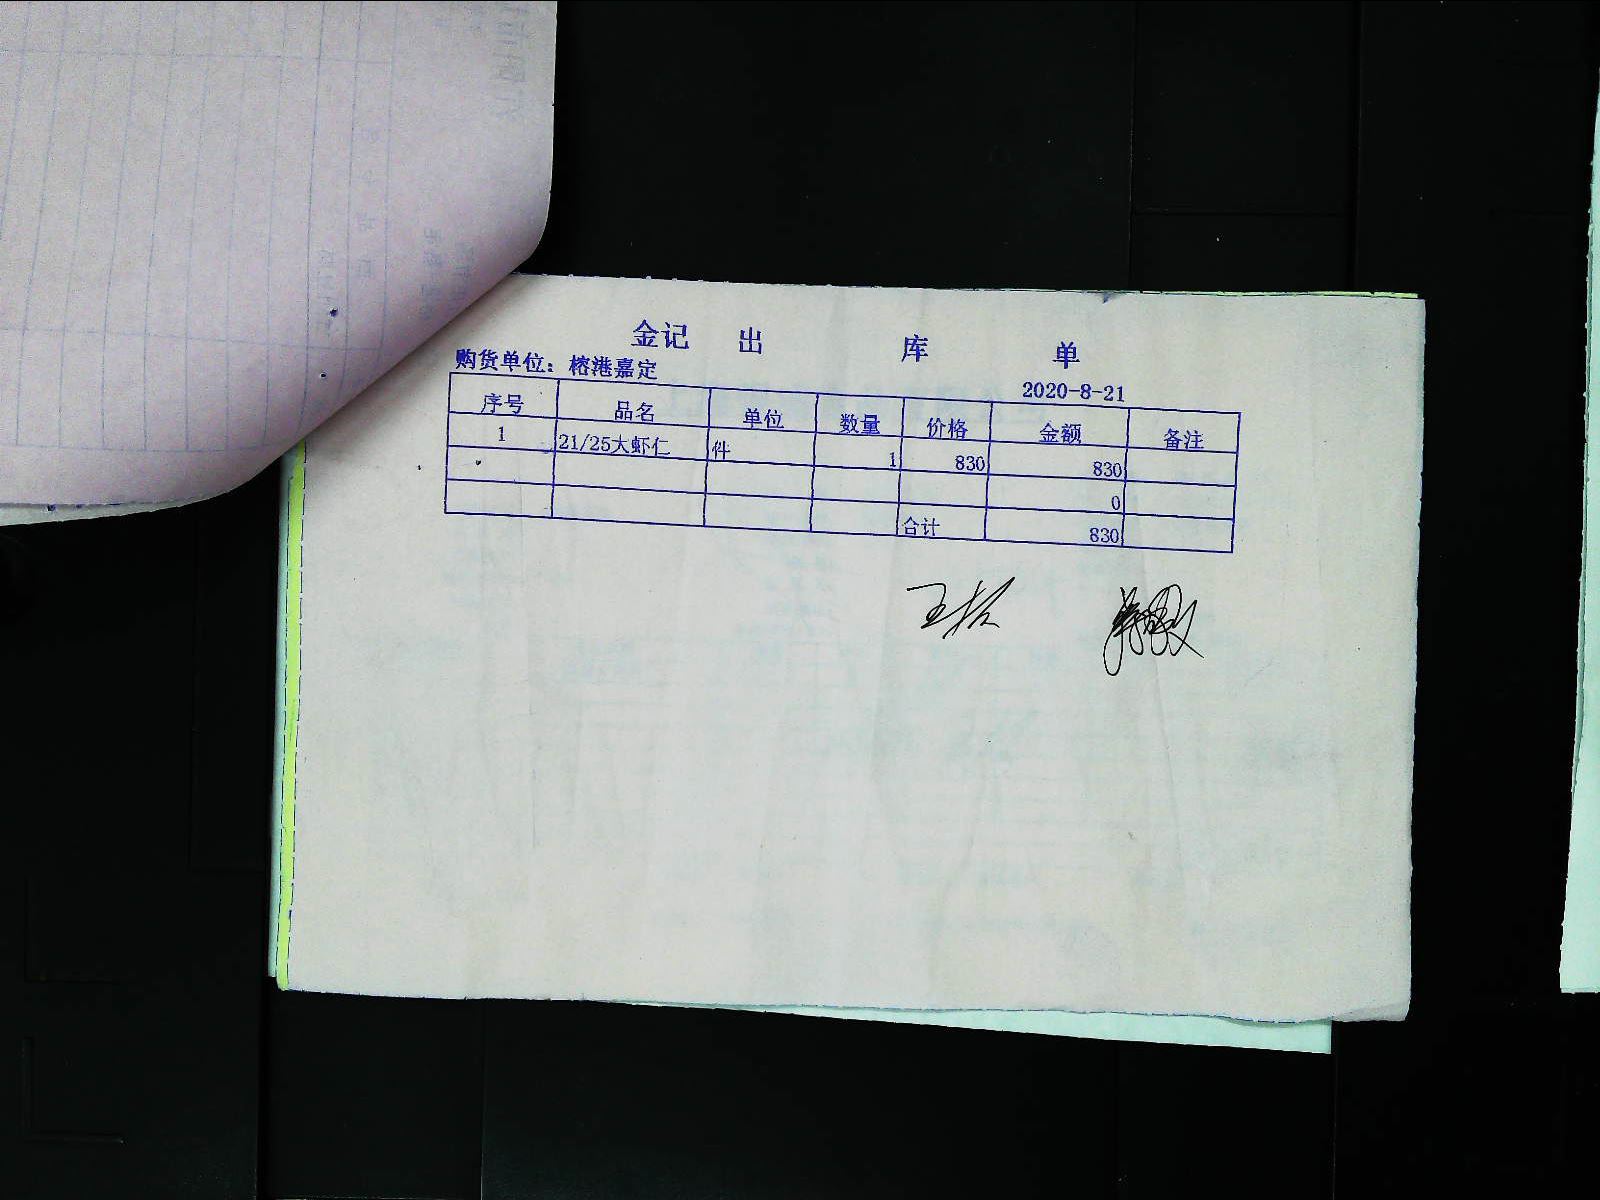 金记 出 库 单
购货单位：榕港嘉定
2020-8-21
序号 品名 单位 数量 价格 金额 备注
1 21/25大虾仁 件 1 830 830
0
合计 830